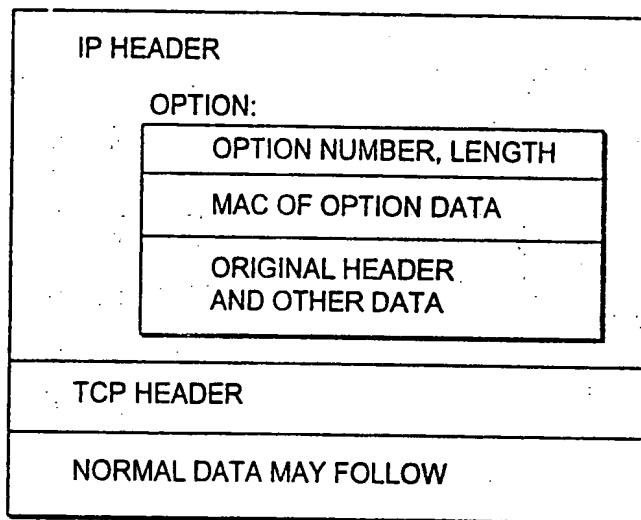 IP HEADER
OPTION:
OPTION NUMBER, LENGTH
MAC OF OPTION DATA
ORIGINAL HEADER
AND OTHER DATA
TCP HEADER
NORMAL DATA MAY FOLLOW